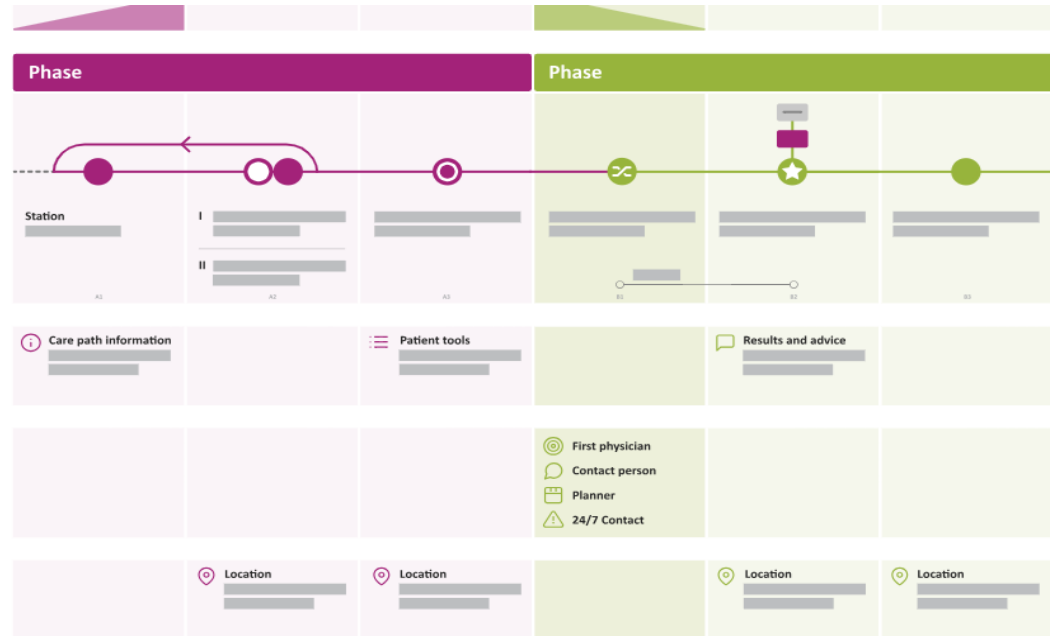 Phase
Phase
Station
I
II
A1
A2
A3
B1
B2
B3
Care path information
Patient tools
Results and advice
First physician
Contact person
Planner
24/7 Contact
Location
Location
Location
Location